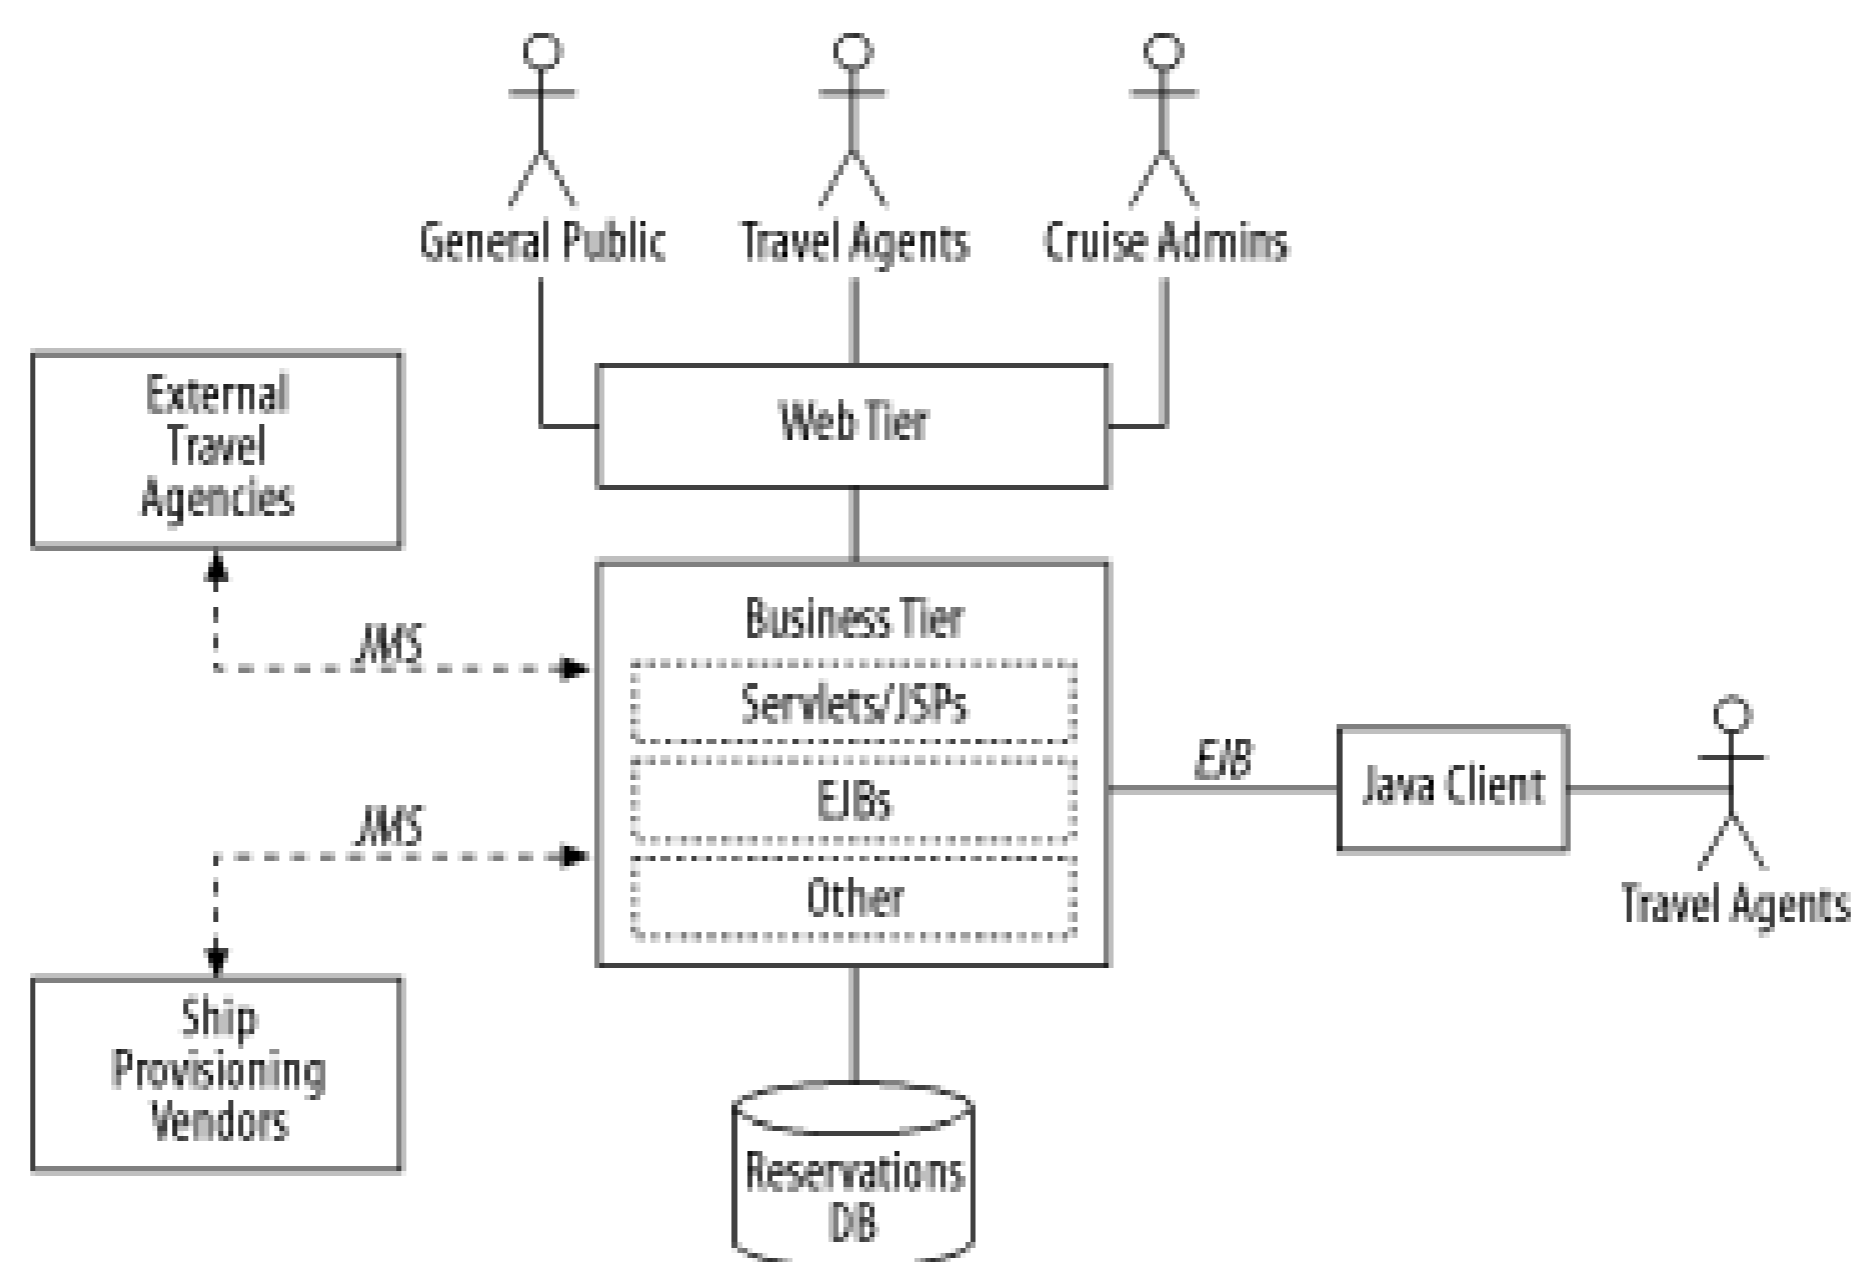 General Public
Travel Agents
Cruise Admins
External
Travel
Agencies
Web Tier
Business Tier
JMS
Servlets/JSPs
EJB
Java Client
EJBs
JMS
Other
Travel Agents
Ship
Provisioning
Vendors
Reservations
DB